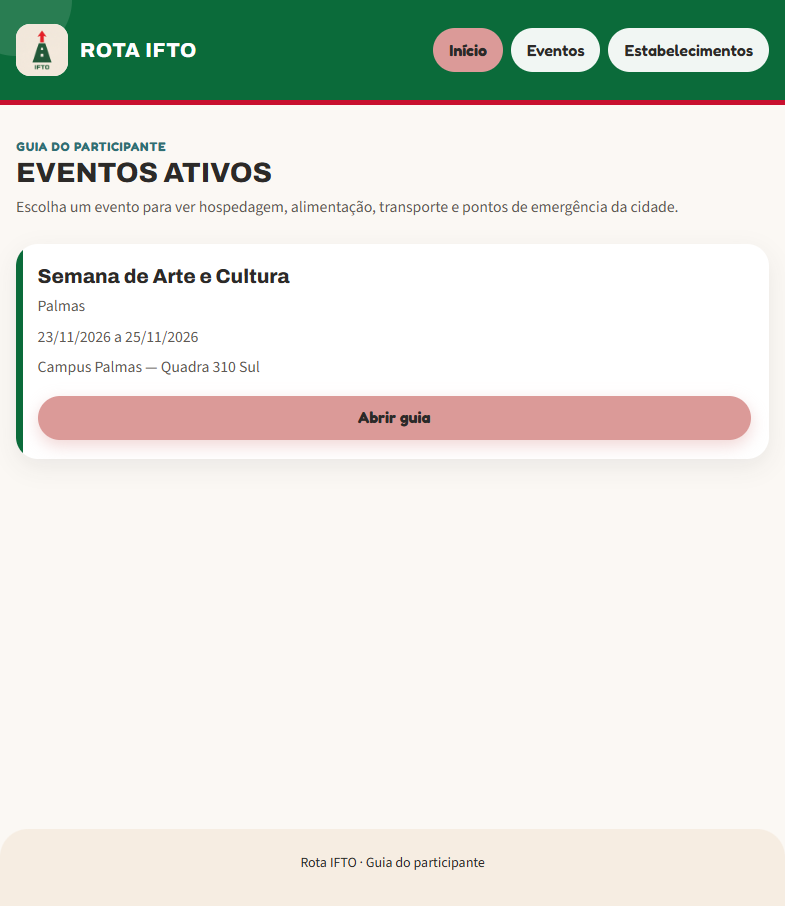 IFTO
ROTA IFTO
Início
Eventos
Estabelecimentos
GUIA DO PARTICIPANTE
EVENTOS ATIVOS
Escolha um evento para ver hospedagem, alimentação, transporte e pontos de emergência da cidade.
Semana de Arte e Cultura
Palmas
23/11/2026 a 25/11/2026
Campus Palmas — Quadra 310 Sul
Abrir guia
Rota IFTO · Guia do participante